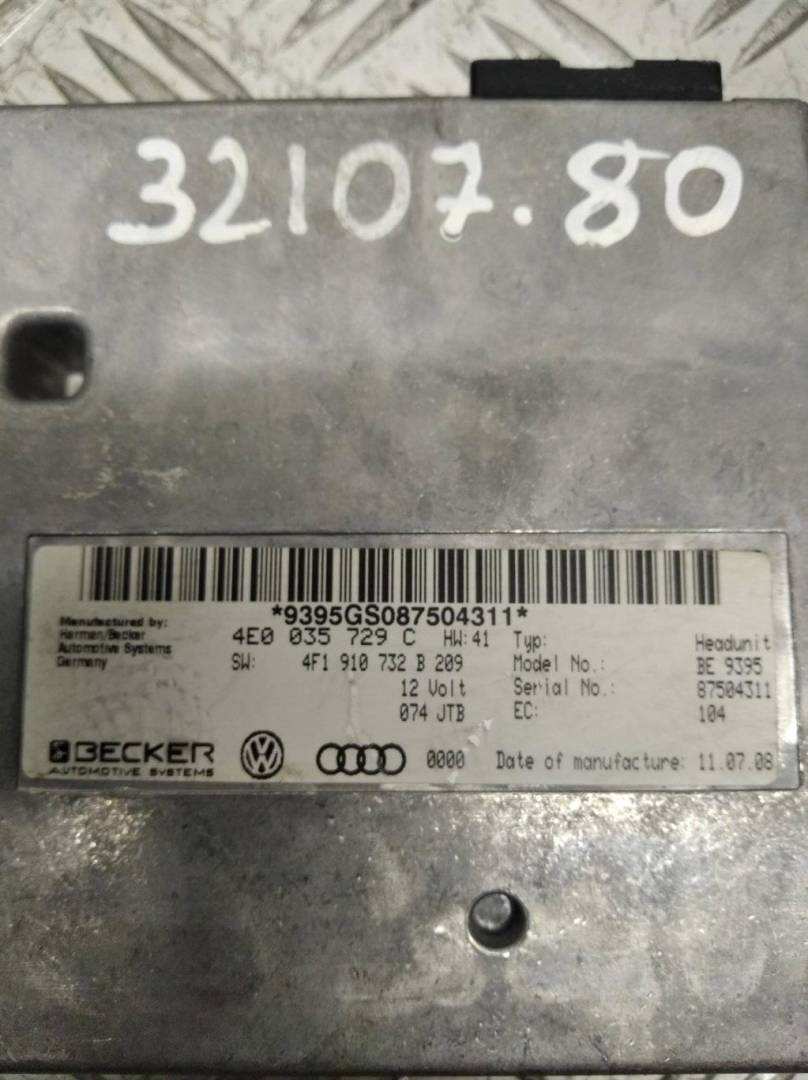 32107.80
*9395GS087504311*
Manufactured by:
Harman/Becker
Automotive Systems
Germany
4E0 035 729 C HW:41
SW: 4F1 910 732 B 209
12 Volt
074 JTB
Typ: Headunit
Model No.: BE 9395
Serial No.: 87504311
EC: 104
BECKER
AUTOMOTIVE SYSTEMS
0000 Date of manufacture: 11.07.08